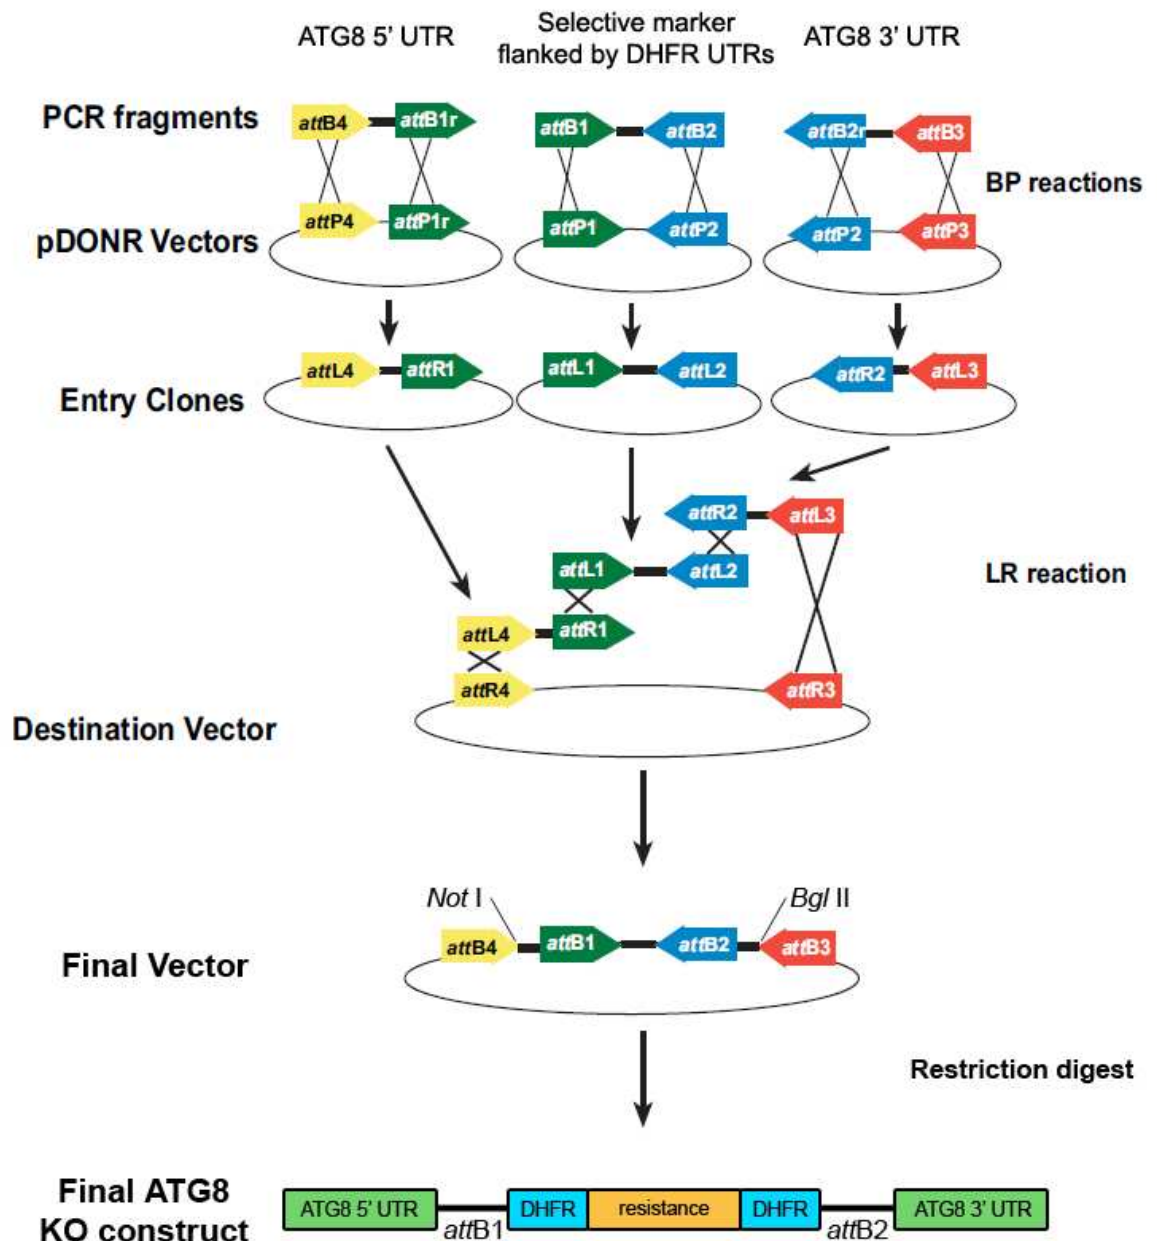 ATG8 5' UTR
Selective marker
flanked by DHFR UTRs
ATG8 3' UTR
PCR fragments
attB4
attB1r
attB1
attB2
attB2r
attB3
BP reactions
pDONR Vectors
attP4
attP1r
attP1
attP2
attP2
attP3
Entry Clones
attL4
attR1
attL1
attL2
attR2
attL3
attR2
attL3
attL1
attL2
LR reaction
attL4
attR1
attR4
attR3
Destination Vector
Not I
Bgl II
Final Vector
attB4
attB1
attB2
attB3
Restriction digest
Final ATG8
KO construct
ATG8 5' UTR
attB1
DHFR
resistance
DHFR
attB2
ATG8 3' UTR